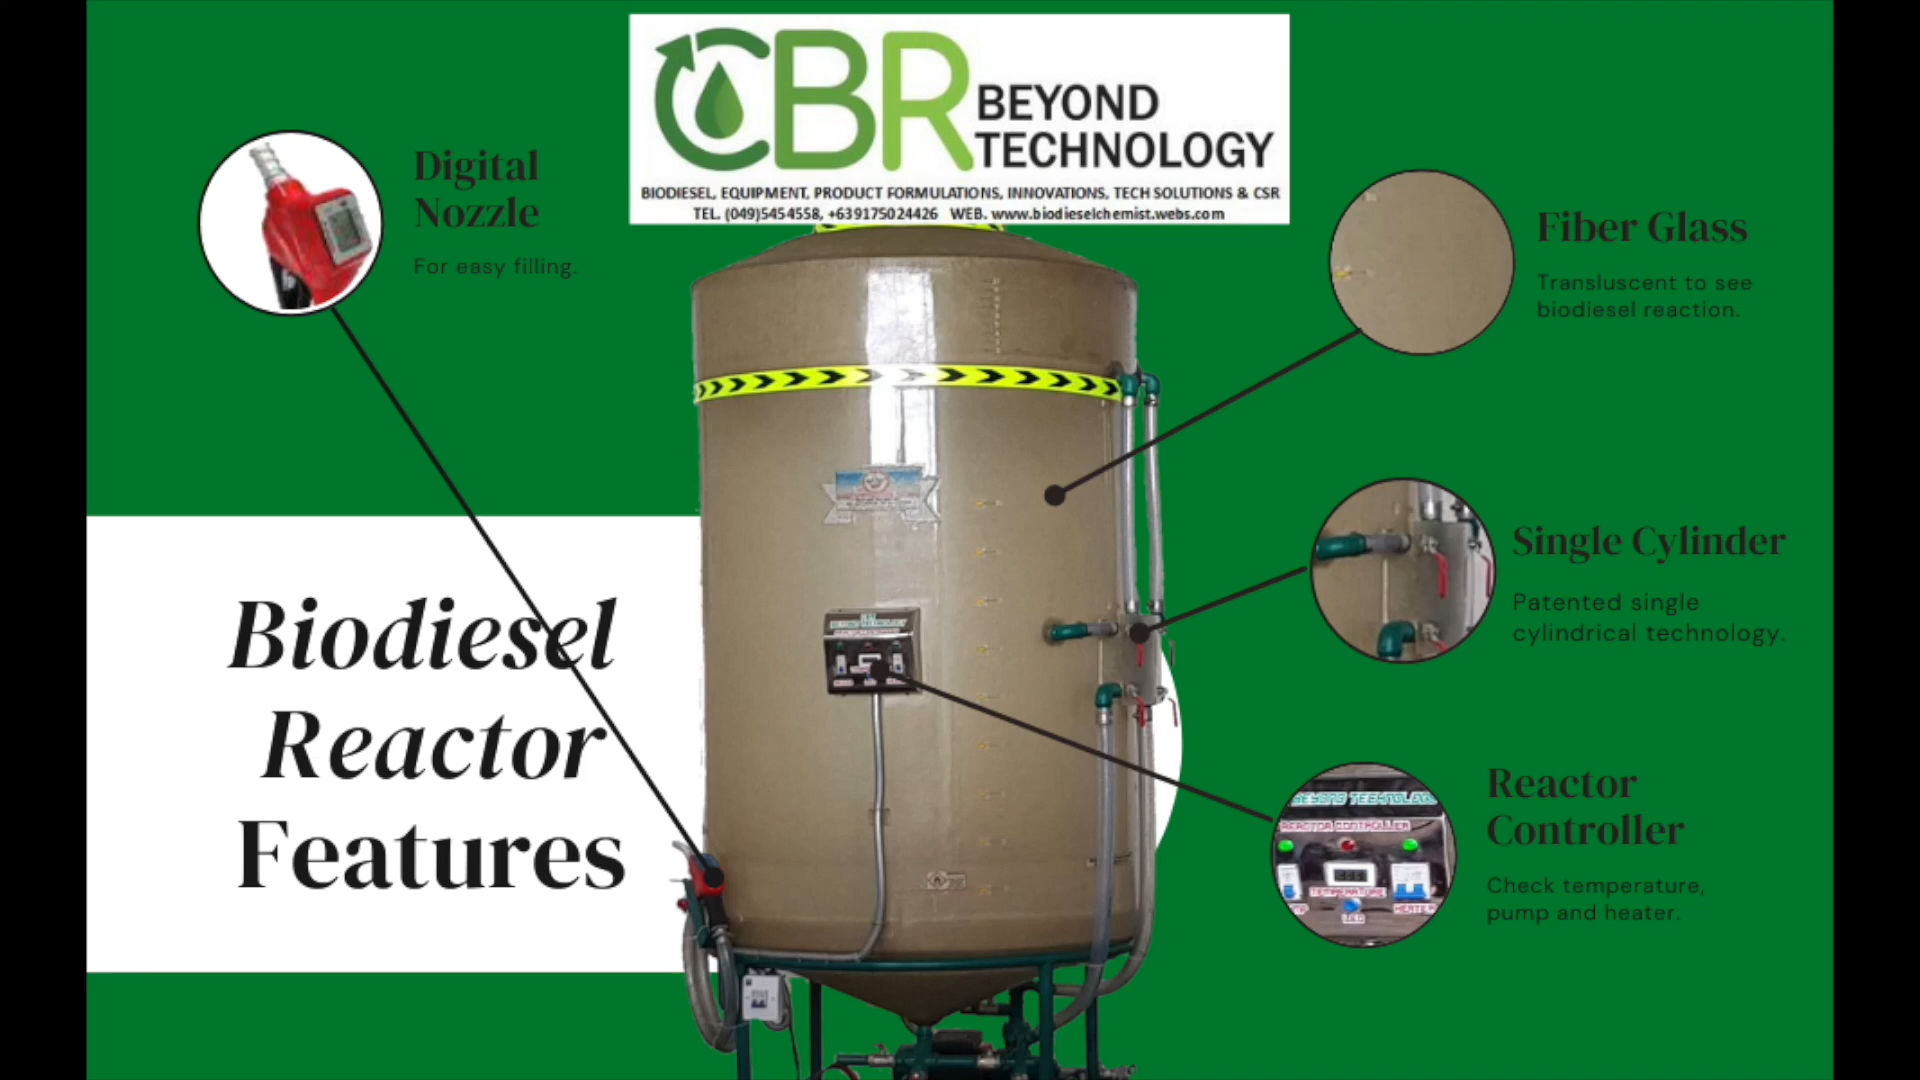 CBR BEYOND
TECHNOLOGY
BIODIESEL, EQUIPMENT, PRODUCT FORMULATIONS, INNOVATIONS, TECH SOLUTIONS & CSR
TEL. (049)5454558, +639175024426 WEB. www.biodieselchemist.webs.com
Digital
Nozzle
For easy filling.
Fiber Glass
Transluscent to see
biodiesel reaction.
Single Cylinder
Patented single
cylindrical technology.
Biodiesel
Reactor
Features
Reactor
Controller
Check temperature,
pump and heater.
BEYOND TECHNOLOGY
REACTOR CONTROLLER
TEMPERATURE
HEATER